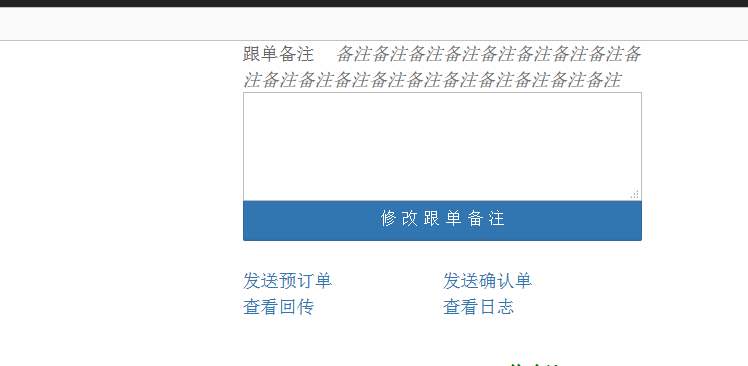 跟单备注 备注备注备注备注备注备注备注备注备
注备注备注备注备注备注备注备注备注备注备注
修改跟单备注
发送预订单 发送确认单
查看回传 查看日志